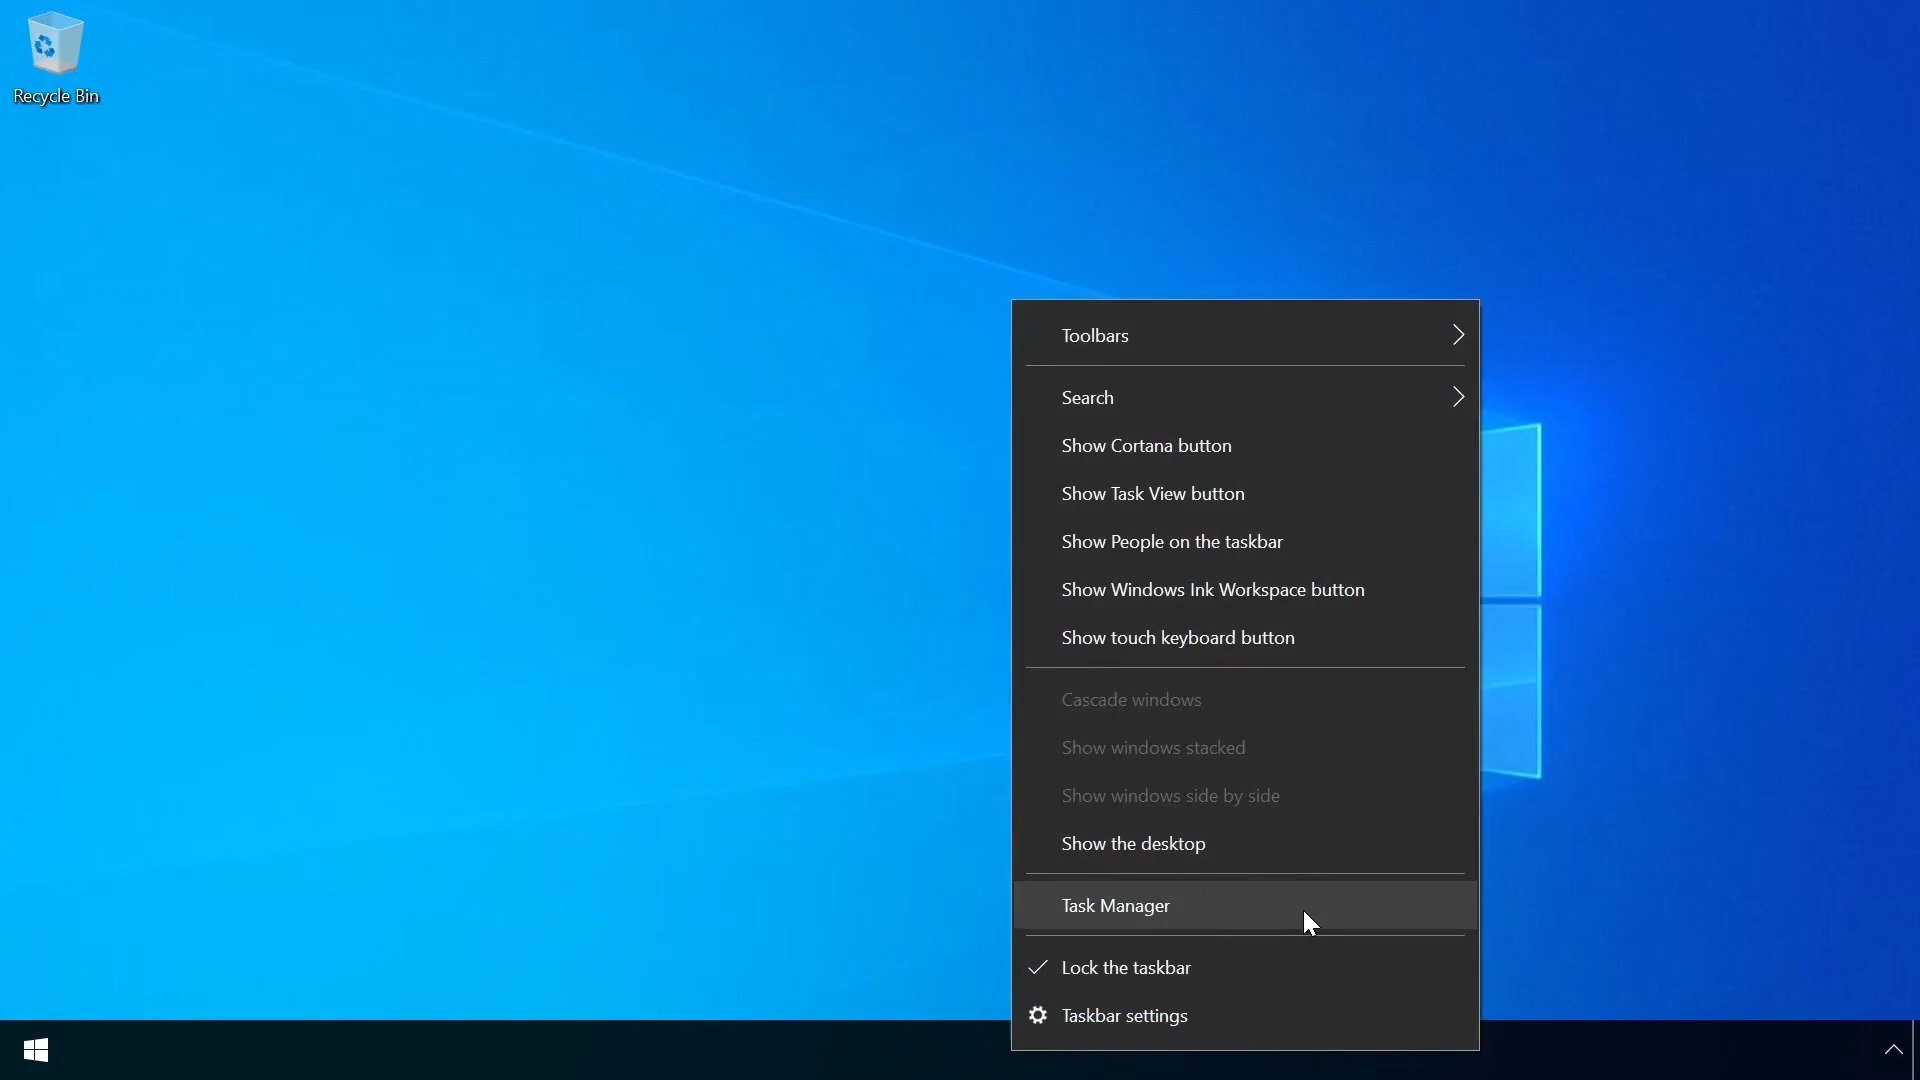 Recycle Bin
Toolbars
Search
Show Cortana button
Show Task View button
Show People on the taskbar
Show Windows Ink Workspace button
Show touch keyboard button
Cascade windows
Show windows stacked
Show windows side by side
Show the desktop
Task Manager
Lock the taskbar
Taskbar settings